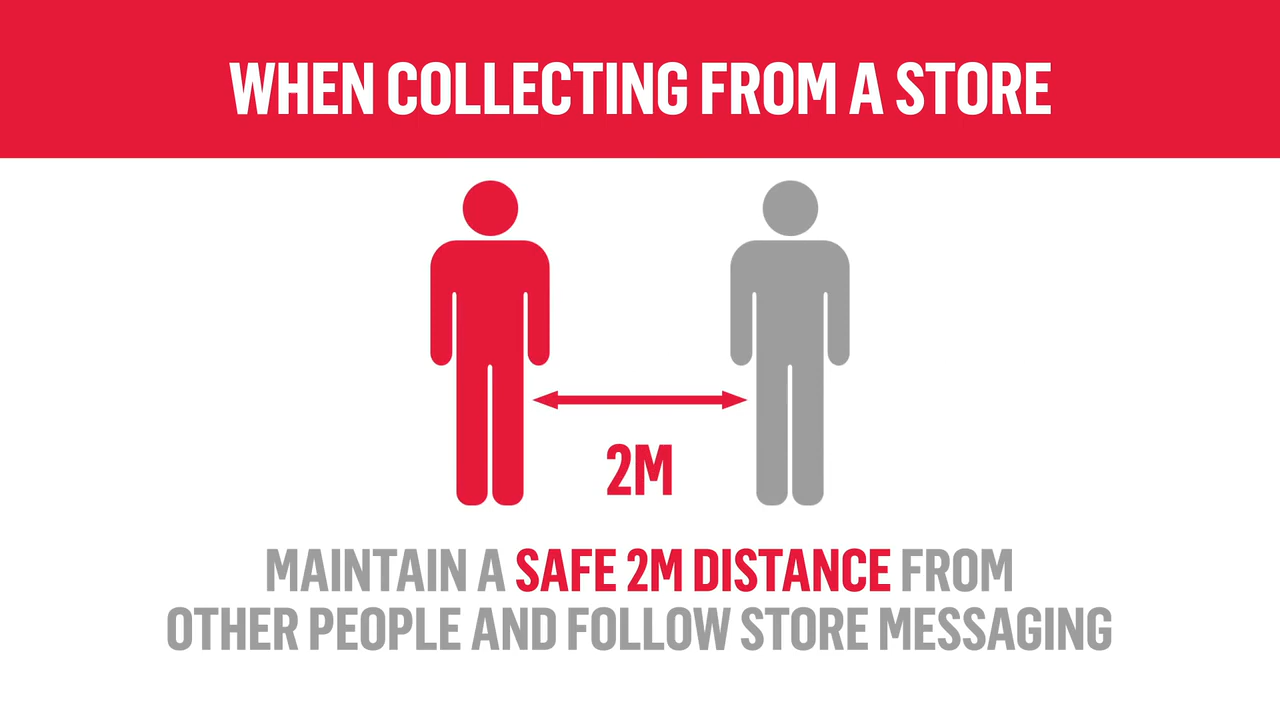 WHEN COLLECTING FROM A STORE
2M
MAINTAIN A SAFE 2M DISTANCE FROM
OTHER PEOPLE AND FOLLOW STORE MESSAGING